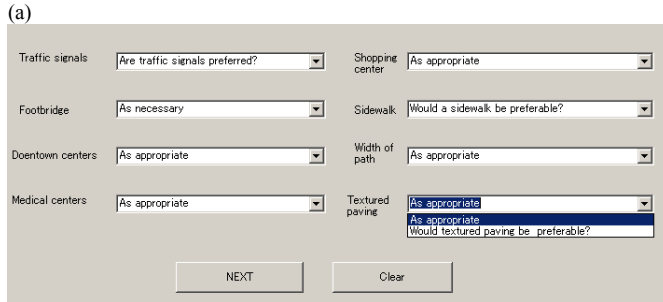 (a)
Traffic signals Are traffic signals preferred? Shopping center As appropriate
Footbridge As necessary Sidewalk Would a sidewalk be preferable?
Doentown centers As appropriate Width of path As appropriate
Medical centers As appropriate Textured paving As appropriate
As appropriate
Would textured paving be preferable?
NEXT Clear